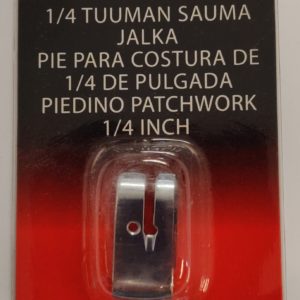 1/4 TUUMAN SAUMA
JALKA
PIE PARA COSTURA DE
1/4 DE PULGADA
PIEDINO PATCHWORK
1/4 INCH